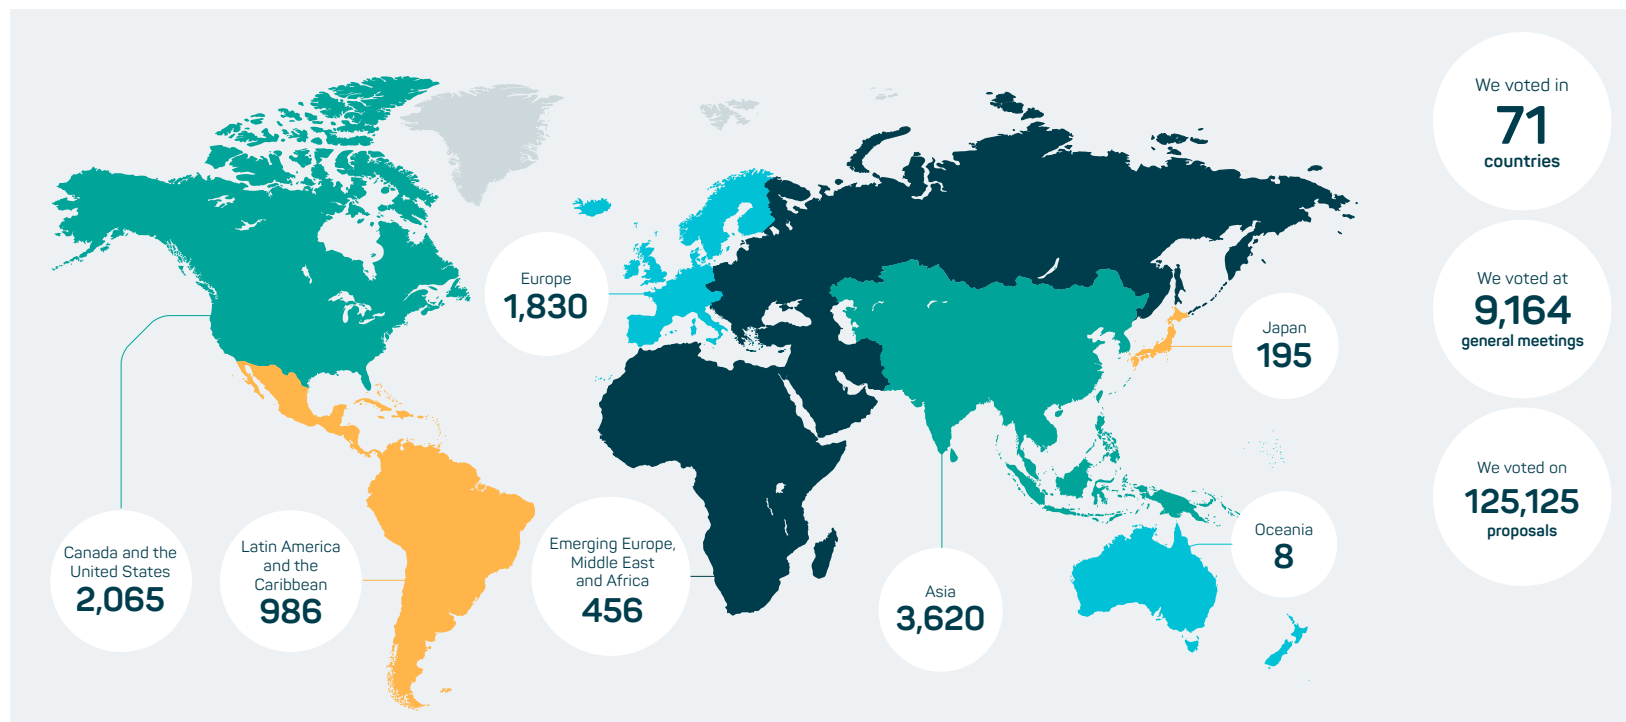 We voted in
71
countries
We voted at
9,164
general meetings
We voted on
125,125
proposals
Europe
1,830
Japan
195
Canada and the
United States
2,065
Latin America
and the
Caribbean
986
Emerging Europe,
Middle East
and Africa
456
Asia
3,620
Oceania
8